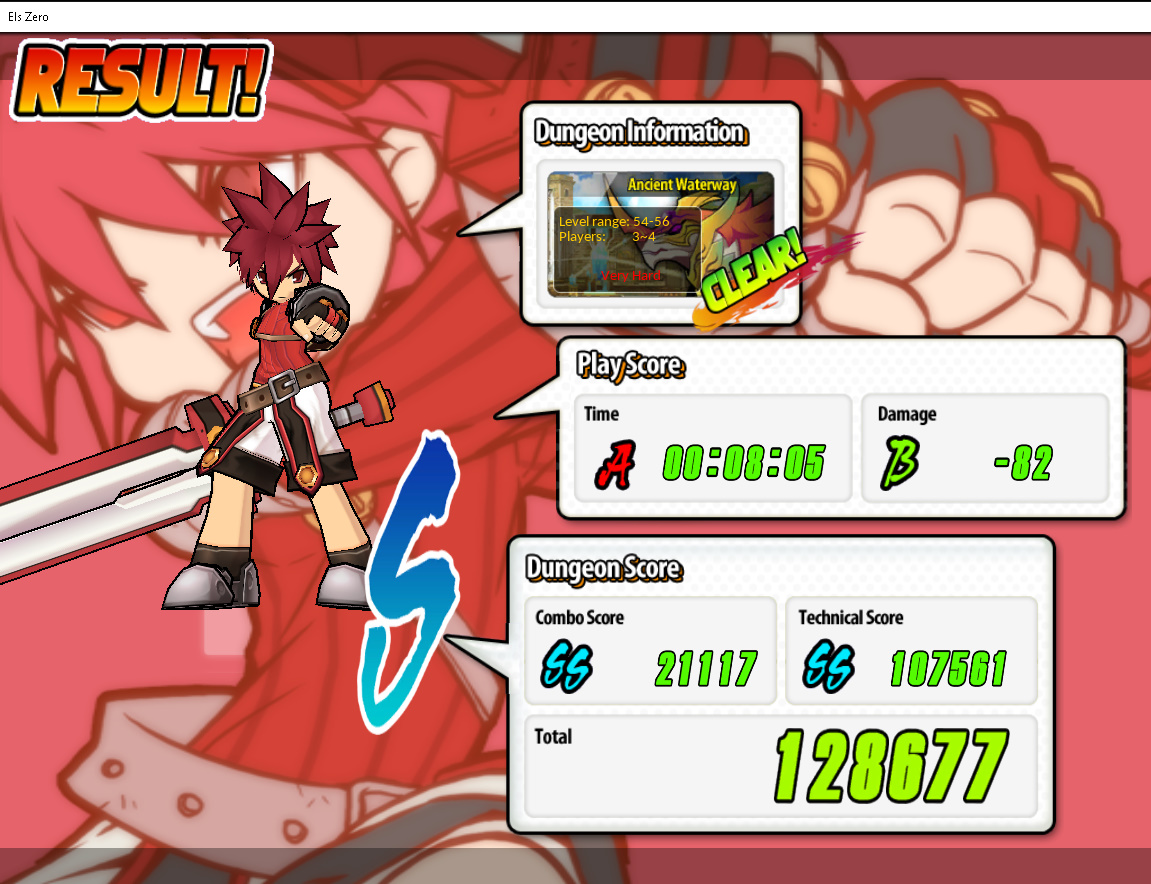 Els Zero
RESULT!
Dungeon Information
Ancient Waterway
Level range: 54-56
Players: 3~4
Very Hard
CLEAR!
Play Score
Time
Damage
A 00:08:05
B -82
S
Dungeon Score
Combo Score
Technical Score
SS 21117
SS 107561
Total
128677